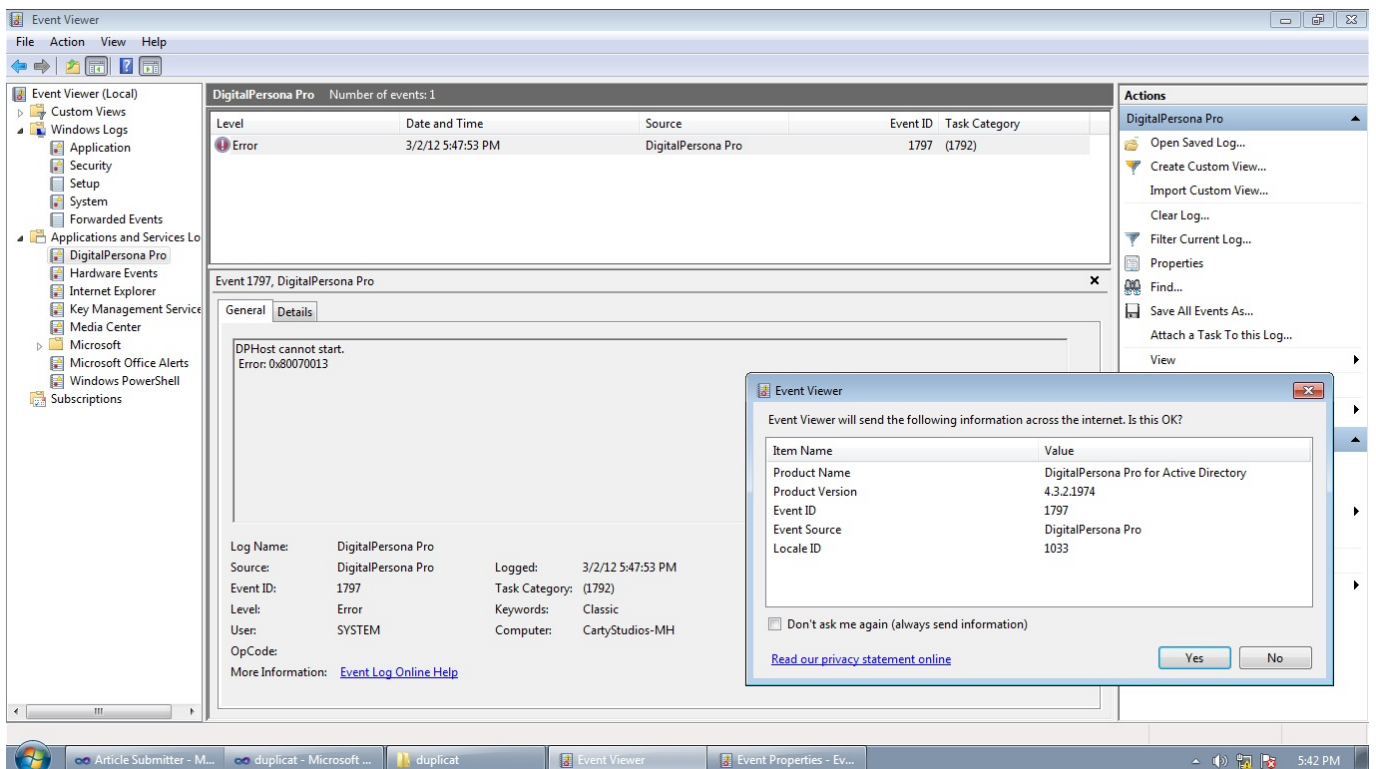 Event Viewer
File Action View Help
Event Viewer (Local)
Custom Views
Windows Logs
Application
Security
Setup
System
Forwarded Events
Applications and Services Lo
DigitalPersona Pro
Hardware Events
Internet Explorer
Key Management Service
Media Center
Microsoft
Microsoft Office Alerts
Windows PowerShell
Subscriptions
DigitalPersona Pro Number of events: 1
Level Date and Time Source Event ID Task Category
Error 3/2/12 5:47:53 PM DigitalPersona Pro 1797 (1792)
Event 1797, DigitalPersona Pro
General Details
DPHost cannot start.
Error: 0x80070013
Log Name: DigitalPersona Pro
Source: DigitalPersona Pro Logged: 3/2/12 5:47:53 PM
Event ID: 1797 Task Category: (1792)
Level: Error Keywords: Classic
User: SYSTEM Computer: CartyStudios-MH
OpCode:
More Information: Event Log Online Help
Actions
DigitalPersona Pro
Open Saved Log...
Create Custom View...
Import Custom View...
Clear Log...
Filter Current Log...
Properties
Find...
Save All Events As...
Attach a Task To this Log...
View
Event Viewer
Event Viewer will send the following information across the internet. Is this OK?
Item Name Value
Product Name DigitalPersona Pro for Active Directory
Product Version 4.3.2.1974
Event ID 1797
Event Source DigitalPersona Pro
Locale ID 1033
Don't ask me again (always send information)
Read our privacy statement online
Yes No
Article Submitter - M... duplicat - Microsoft ... duplicat Event Viewer Event Properties - Ev... 5:42 PM